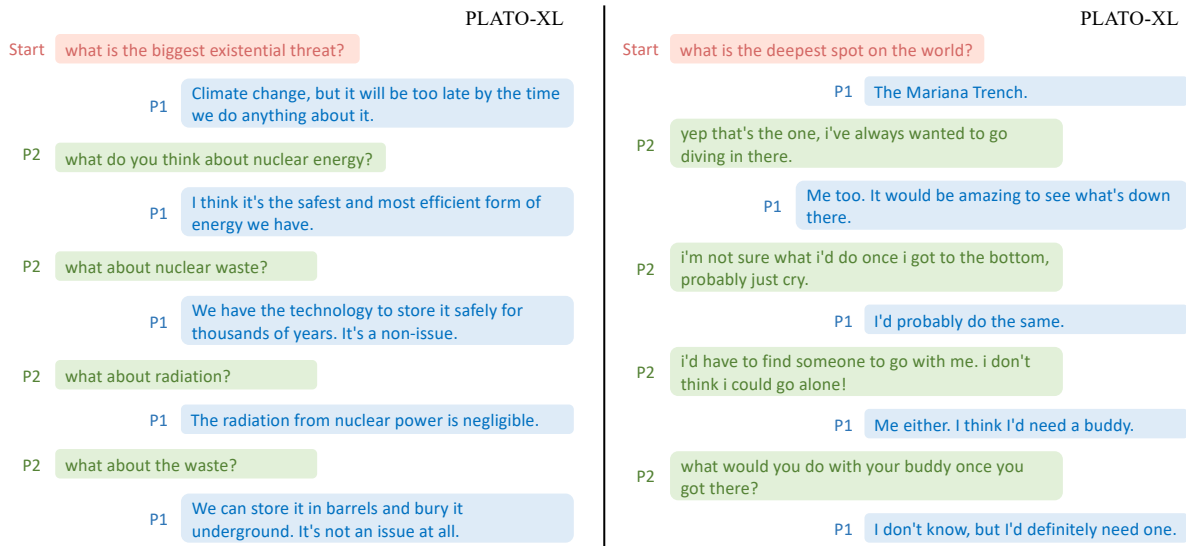 PLATO-XL
Start what is the biggest existential threat?
P1 Climate change, but it will be too late by the time
we do anything about it.
P2 what do you think about nuclear energy?
P1 I think it's the safest and most efficient form of
energy we have.
P2 what about nuclear waste?
P1 We have the technology to store it safely for
thousands of years. It's a non-issue.
P2 what about radiation?
P1 The radiation from nuclear power is negligible.
P2 what about the waste?
P1 We can store it in barrels and bury it
underground. It's not an issue at all.
PLATO-XL
Start what is the deepest spot on the world?
P1 The Mariana Trench.
P2 yep that's the one, i've always wanted to go
diving in there.
P1 Me too. It would be amazing to see what's down
there.
P2 i'm not sure what i'd do once i got to the bottom,
probably just cry.
P1 I'd probably do the same.
P2 i'd have to find someone to go with me. i don't
think i could go alone!
P1 Me either. I think I'd need a buddy.
P2 what would you do with your buddy once you
got there?
P1 I don't know, but I'd definitely need one.